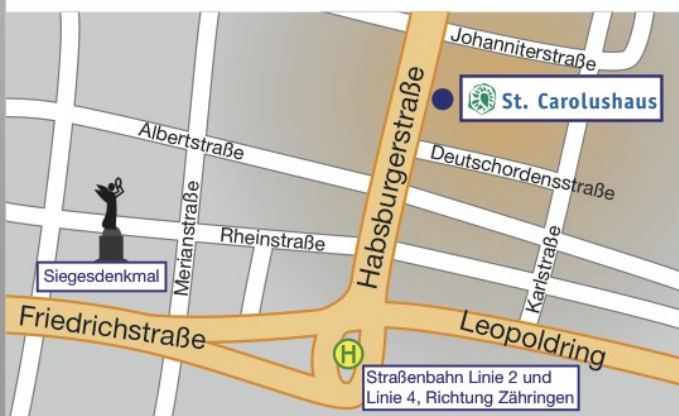 Johanniterstraße
St. Carolushaus
Albertstraße
Habsburgerstraße
Deutschordensstraße
Merianstraße
Rheinstraße
Karlstraße
Siegesdenkmal
Friedrichstraße
Leopoldring
H
Straßenbahn Linie 2 und
Linie 4, Richtung Zähringen